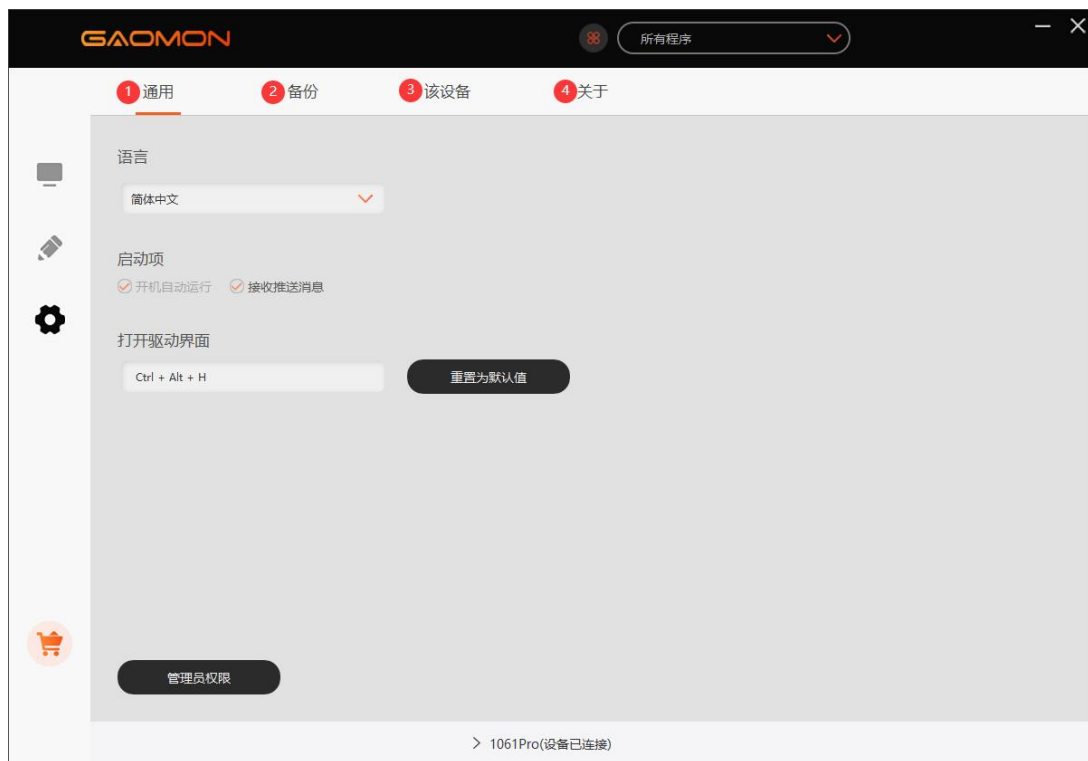 GAOMON
所有程序
1 通用
2 备份
3 该设备
4 关于
语言
简体中文
启动项
开机自动运行 接收推送消息
打开驱动界面
Ctrl + Alt + H
重置为默认值
管理员权限
> 1061Pro(设备已连接)